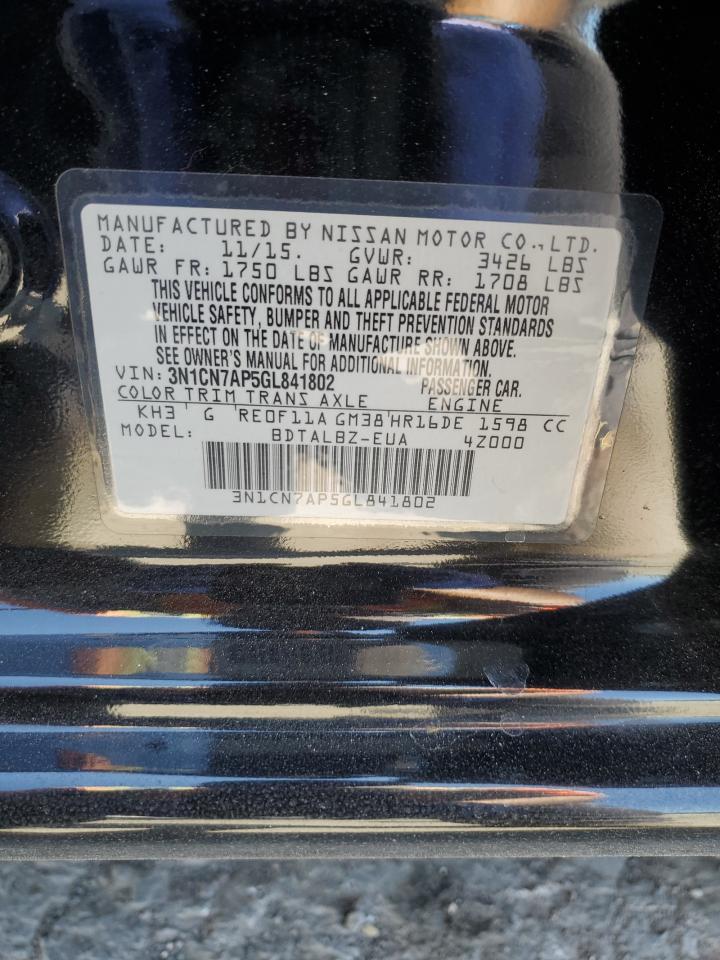 MANUFACTURED BY NISSAN MOTOR CO.,LTD.
DATE: 11/15. GVWR: 3426 LBS
GAWR FR: 1750 LBS GAWR RR: 1708 LBS
THIS VEHICLE CONFORMS TO ALL APPLICABLE FEDERAL MOTOR
VEHICLE SAFETY, BUMPER AND THEFT PREVENTION STANDARDS
IN EFFECT ON THE DATE OF MANUFACTURE SHOWN ABOVE.
SEE OWNER'S MANUAL FOR ADDITIONAL INFORMATION.
VIN: 3N1CN7AP5GL841802 PASSENGER CAR.
COLOR TRIM TRANS AXLE ENGINE
KH3 G RE0F11A GM38 HR16DE 1598 CC
MODEL: BDTALBZ-EUA 4Z000
3N1CN7AP5GL841802